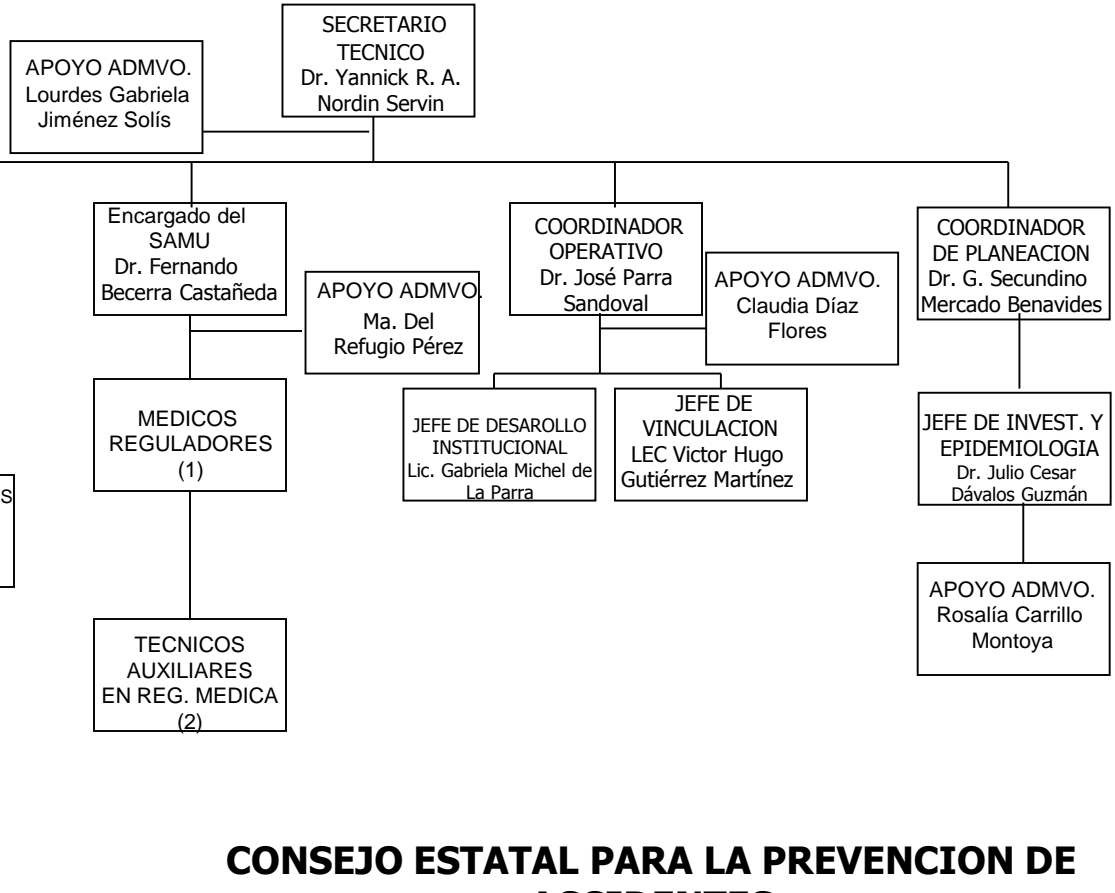 SECRETARIO
TECNICO
Dr. Yannick R. A.
Nordin Servin
APOYO ADMVO.
Lourdes Gabriela
Jiménez Solís
Encargado del
SAMU
Dr. Fernando
Becerra Castañeda
APOYO ADMVO.
Ma. Del
Refugio Pérez
COORDINADOR
OPERATIVO
Dr. José Parra
Sandoval
APOYO ADMVO.
Claudia Díaz
Flores
COORDINADOR
DE PLANEACION
Dr. G. Secundino
Mercado Benavides
MEDICOS
REGULADORES
(1)
JEFE DE DESAROLLO
INSTITUCIONAL
Lic. Gabriela Michel de
La Parra
JEFE DE
VINCULACION
LEC Victor Hugo
Gutiérrez Martínez
JEFE DE INVEST. Y
EPIDEMIOLOGIA
Dr. Julio Cesar
Dávalos Guzmán
S
TECNICOS
AUXILIARES
EN REG. MEDICA
(2)
APOYO ADMVO.
Rosalía Carrillo
Montoya
CONSEJO ESTATAL PARA LA PREVENCION DE